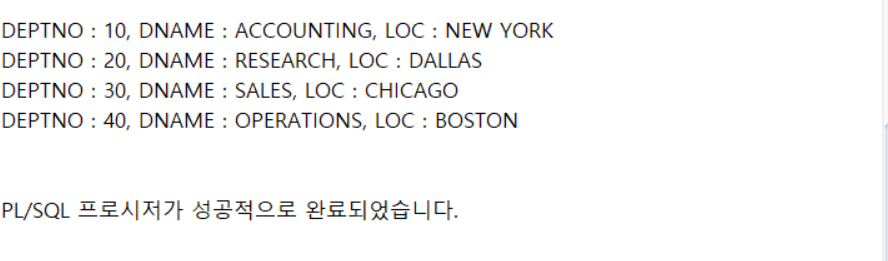 DEPTNO : 10, DNAME : ACCOUNTING, LOC : NEW YORK
DEPTNO : 20, DNAME : RESEARCH, LOC : DALLAS
DEPTNO : 30, DNAME : SALES, LOC : CHICAGO
DEPTNO : 40, DNAME : OPERATIONS, LOC : BOSTON
PL/SQL 프로시저가 성공적으로 완료되었습니다.